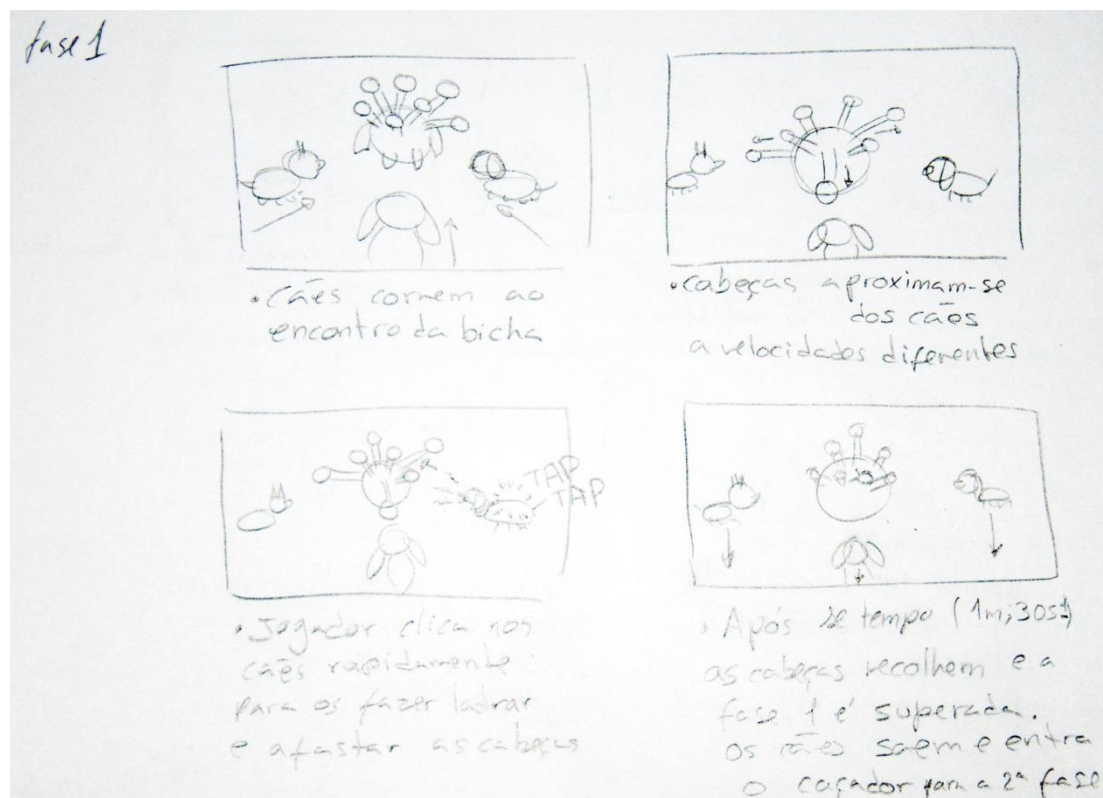 fase 1
• Cães correm ao
encontro da bicha
• cabeças aproximam-se
dos cães
a velocidades diferentes
TAP
TAP
• Jogador clica nos
cães rapidamente
para os fazer ladrar
e afastar as cabeças.
• Após tempo (1m;30s)
as cabeças recolhem e a
fase 1 é superada.
os cães saem e entra
o caçador para a 2ª fase